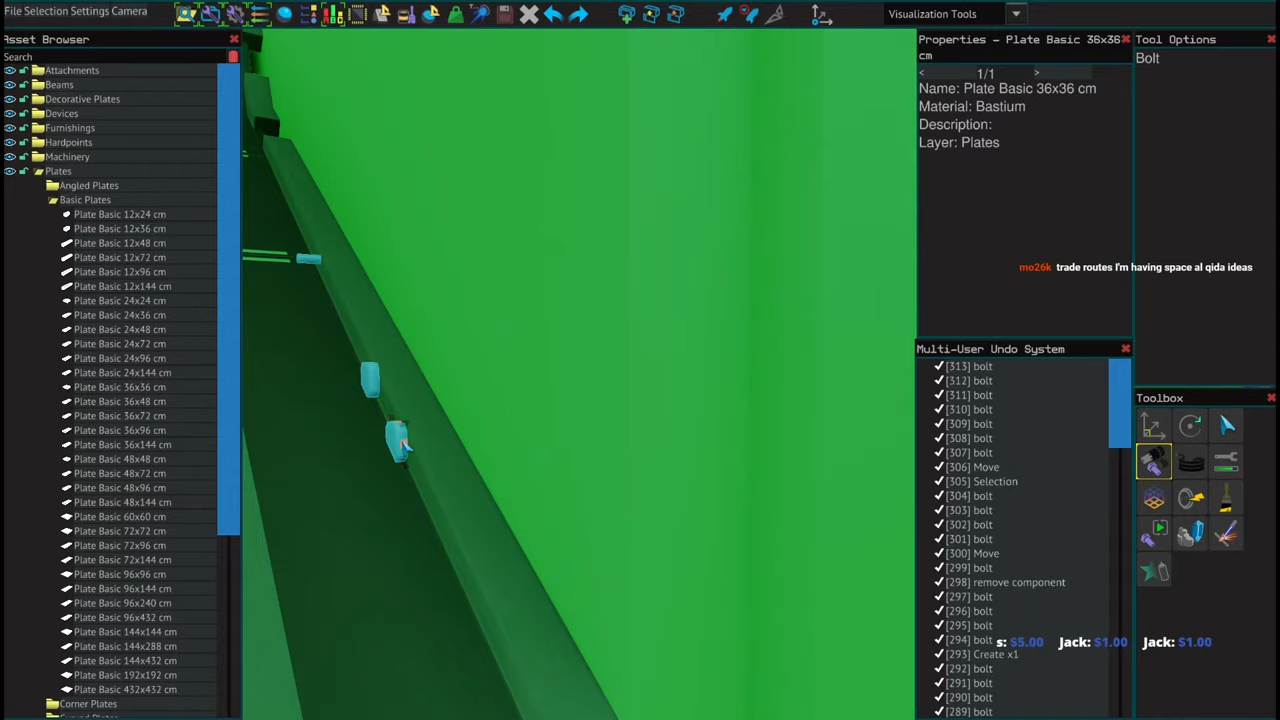 File Selection Settings Camera
Visualization Tools
Asset Browser
Search
Attachments
Beams
Decorative Plates
Devices
Furnishings
Hardpoints
Machinery
Plates
Angled Plates
Basic Plates
Plate Basic 12x24 cm
Plate Basic 12x36 cm
Plate Basic 12x48 cm
Plate Basic 12x72 cm
Plate Basic 12x96 cm
Plate Basic 12x144 cm
Plate Basic 24x24 cm
Plate Basic 24x36 cm
Plate Basic 24x48 cm
Plate Basic 24x72 cm
Plate Basic 24x96 cm
Plate Basic 24x144 cm
Plate Basic 36x36 cm
Plate Basic 36x48 cm
Plate Basic 36x72 cm
Plate Basic 36x96 cm
Plate Basic 36x144 cm
Plate Basic 48x48 cm
Plate Basic 48x72 cm
Plate Basic 48x96 cm
Plate Basic 48x144 cm
Plate Basic 60x60 cm
Plate Basic 72x72 cm
Plate Basic 72x96 cm
Plate Basic 72x144 cm
Plate Basic 96x96 cm
Plate Basic 96x144 cm
Plate Basic 96x240 cm
Plate Basic 96x432 cm
Plate Basic 144x144 cm
Plate Basic 144x288 cm
Plate Basic 144x432 cm
Plate Basic 192x192 cm
Plate Basic 432x432 cm
Corner Plates
Properties - Plate Basic 36x36
cm
< 1/1 >
Name: Plate Basic 36x36 cm
Material: Bastium
Description:
Layer: Plates
Tool Options
Bolt
mo26k trade routes I'm having space al qida ideas
Multi-User Undo System
[313] bolt
[312] bolt
[311] bolt
[310] bolt
[309] bolt
[308] bolt
[307] bolt
[306] Move
[305] Selection
[304] bolt
[303] bolt
[302] bolt
[301] bolt
[300] Move
[299] bolt
[298] remove component
[297] bolt
[296] bolt
[295] bolt
[294] bolt
[293] Create x1
[292] bolt
[291] bolt
[290] bolt
[289] bolt
Toolbox
s: $5.00 Jack: $1.00 Jack: $1.00